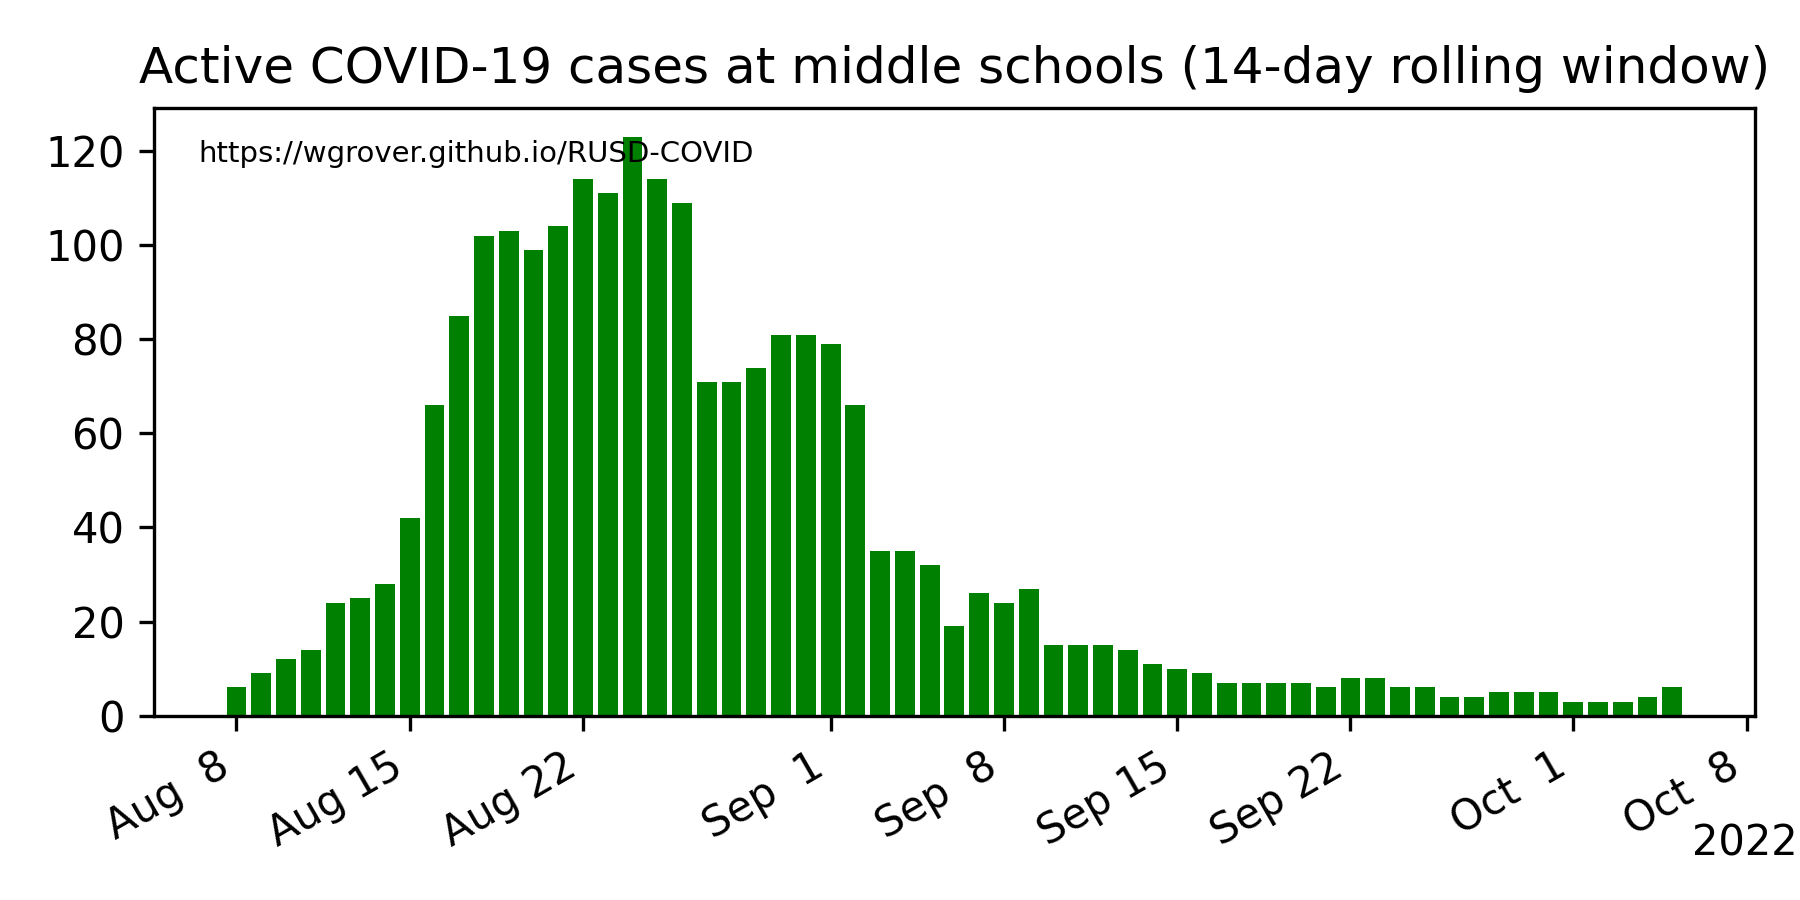 Active COVID-19 cases at middle schools (14-day rolling window)
https://wgrover.github.io/RUSD-COVID
120
100
80
60
40
20
0
Aug 8
Aug 15
Aug 22
Sep 1
Sep 8
Sep 15
Sep 22
Oct 1
Oct 8
2022